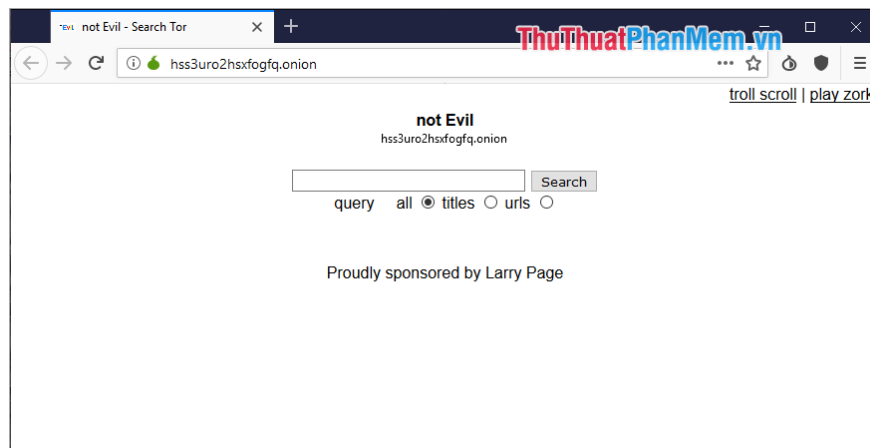 not Evil - Search Tor
ThuThuatPhanMem.vn
hss3uro2hsxfogfq.onion
troll scroll | play zork
not Evil
hss3uro2hsxfogfq.onion
Search
query all titles urls
Proudly sponsored by Larry Page